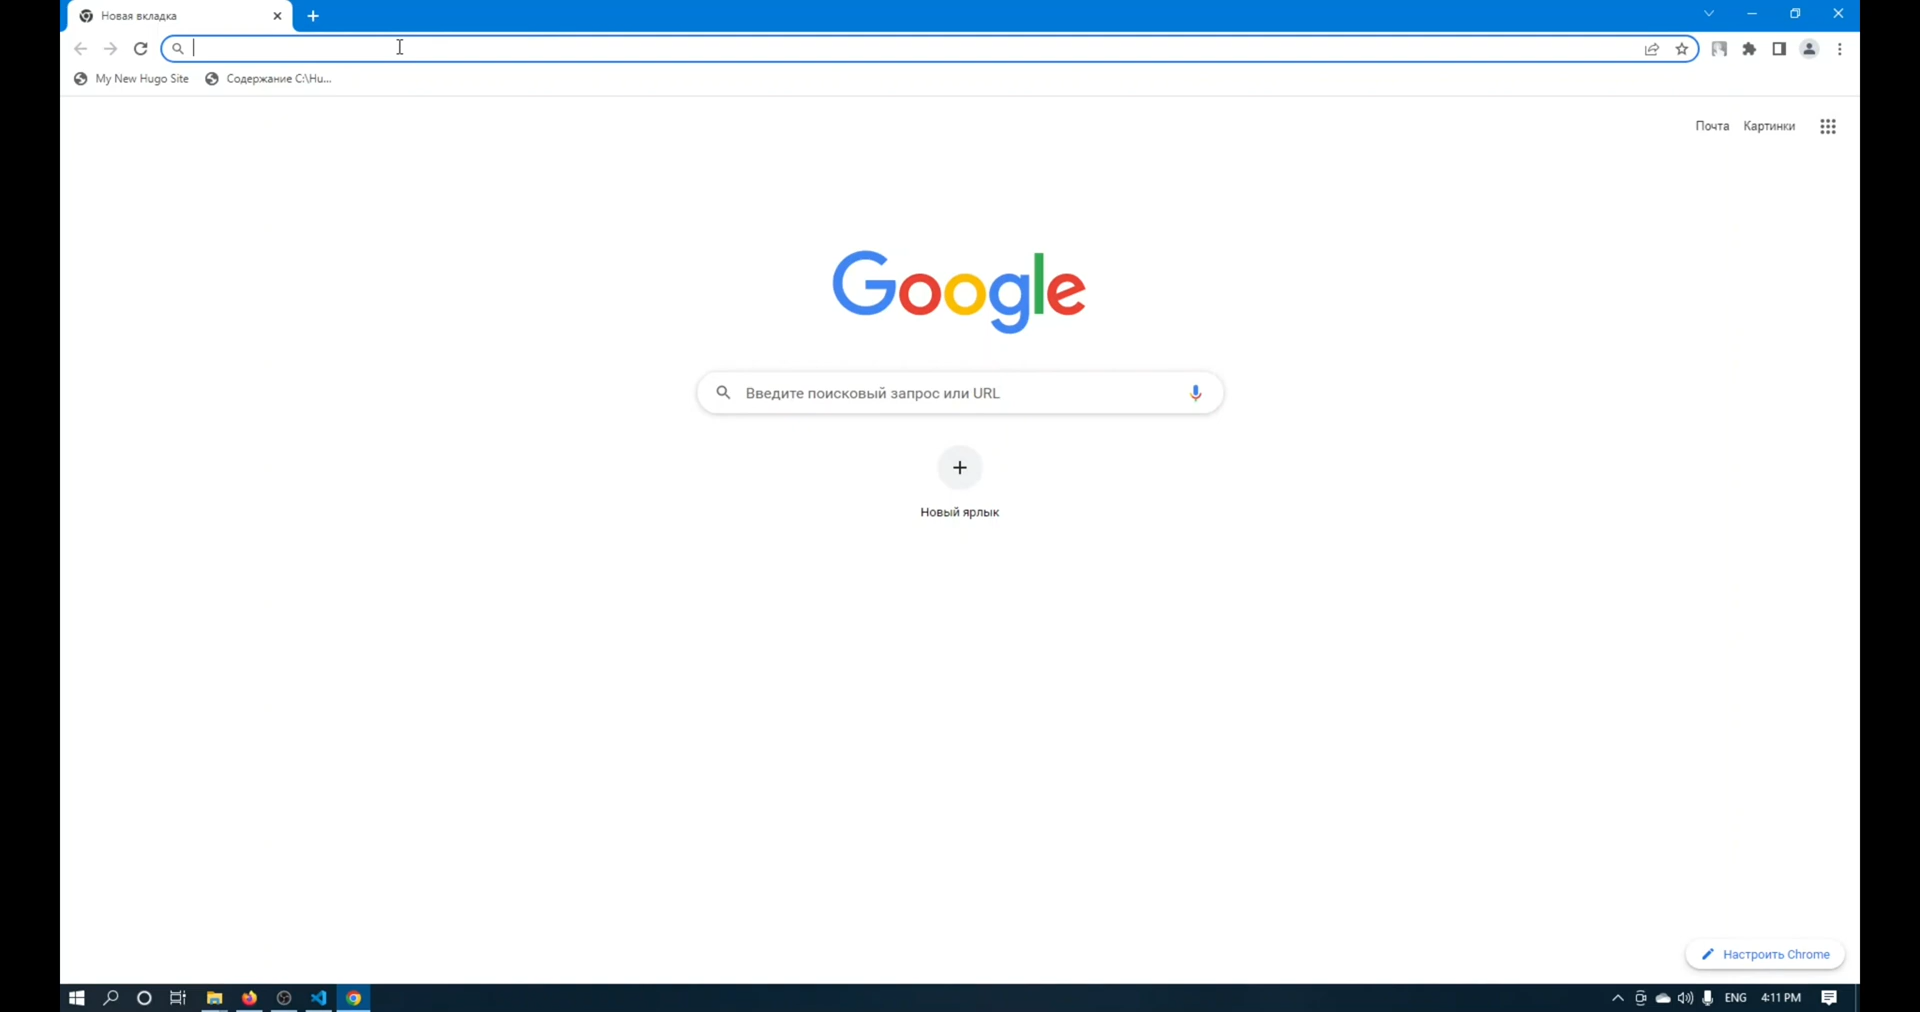 Новая вкладка
My New Hugo Site
Содержание C:\Hu...
Почта Картинки
Google
Введите поисковый запрос или URL
Новый ярлык
Настроить Chrome
ENG 4:11 PM